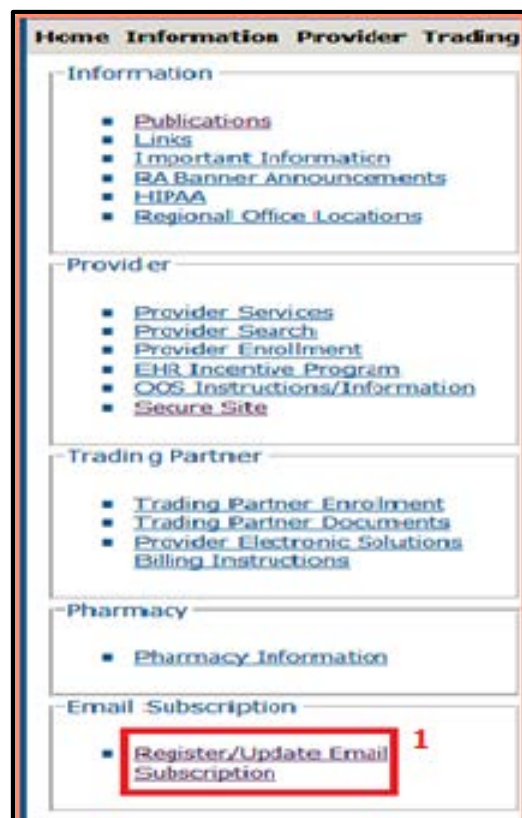 Home Information Provider Trading
Information
Publications
Links
Important Information
RA Banner Announcements
HIPAA
Regional Office Locations
Provider
Provider Services
Provider Search
Provider Enrollment
EHR Incentive Program
OOS Instructions/Information
Secure Site
Trading Partner
Trading Partner Enrolment
Trading Partner Documents
Provider Electronic Solutions
Billing Instructions
Pharmacy
Pharmacy Information
Email Subscription
Register/Update Email 1
Subscription